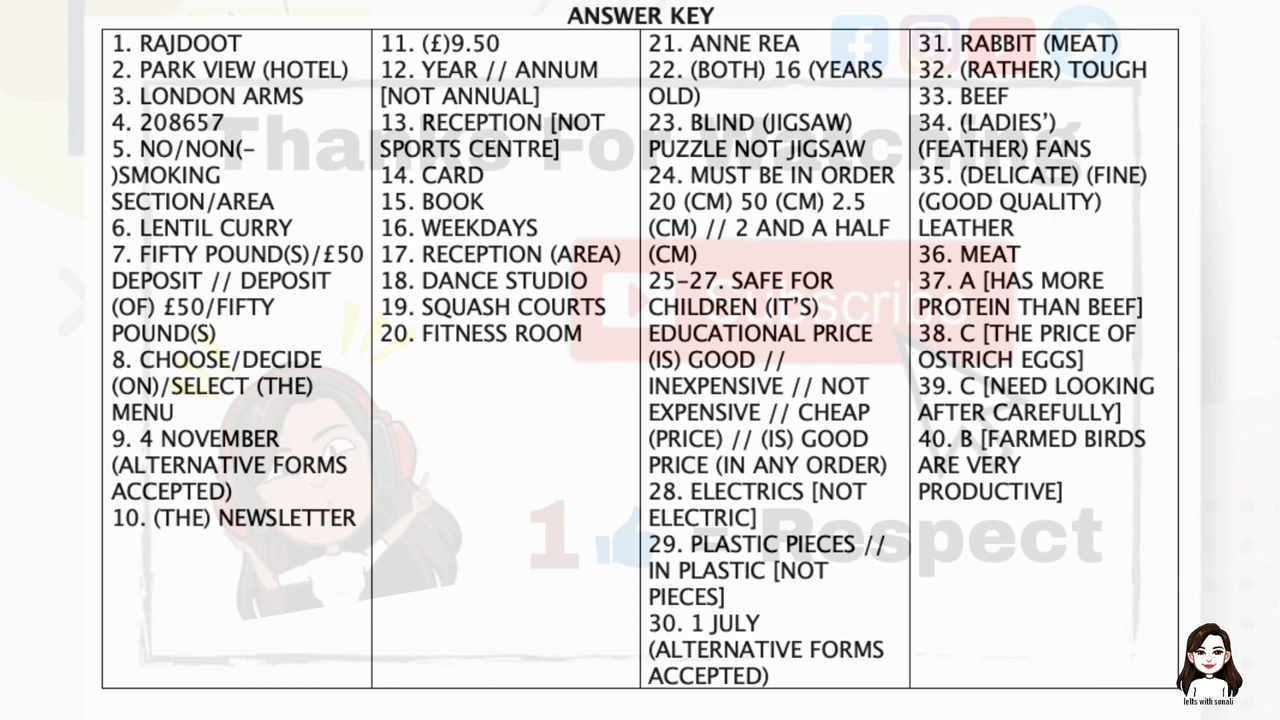 ANSWER KEY
1. RAJDOOT
2. PARK VIEW (HOTEL)
3. LONDON ARMS
4. 208657
5. NO/NON(-
)SMOKING
SECTION/AREA
6. LENTIL CURRY
7. FIFTY POUND(S)/£50
DEPOSIT // DEPOSIT
(OF) £50/FIFTY
POUND(S)
8. CHOOSE/DECIDE
(ON)/SELECT (THE)
MENU
9. 4 NOVEMBER
(ALTERNATIVE FORMS
ACCEPTED)
10. (THE) NEWSLETTER
11. (£)9.50
12. YEAR // ANNUM
[NOT ANNUAL]
13. RECEPTION [NOT
SPORTS CENTRE]
14. CARD
15. BOOK
16. WEEKDAYS
17. RECEPTION (AREA)
18. DANCE STUDIO
19. SQUASH COURTS
20. FITNESS ROOM
21. ANNE REA
22. (BOTH) 16 (YEARS
OLD)
23. BLIND (JIGSAW)
PUZZLE NOT JIGSAW
24. MUST BE IN ORDER
20 (CM) 50 (CM) 2.5
(CM) // 2 AND A HALF
(CM)
25-27. SAFE FOR
CHILDREN (IT'S)
EDUCATIONAL PRICE
(IS) GOOD //
INEXPENSIVE // NOT
EXPENSIVE // CHEAP
(PRICE) // (IS) GOOD
PRICE (IN ANY ORDER)
28. ELECTRICS [NOT
ELECTRIC]
29. PLASTIC PIECES //
IN PLASTIC [NOT
PIECES]
30. 1 JULY
(ALTERNATIVE FORMS
ACCEPTED)
31. RABBIT (MEAT)
32. (RATHER) TOUGH
33. BEEF
34. (LADIES')
(FEATHER) FANS
35. (DELICATE) (FINE)
(GOOD QUALITY)
LEATHER
36. MEAT
37. A [HAS MORE
PROTEIN THAN BEEF]
38. C [THE PRICE OF
OSTRICH EGGS]
39. C [NEED LOOKING
AFTER CAREFULLY]
40. B [FARMED BIRDS
ARE VERY
PRODUCTIVE]
Thanks For Watching
Subscribe
1 = Respect
Ielts with sonali